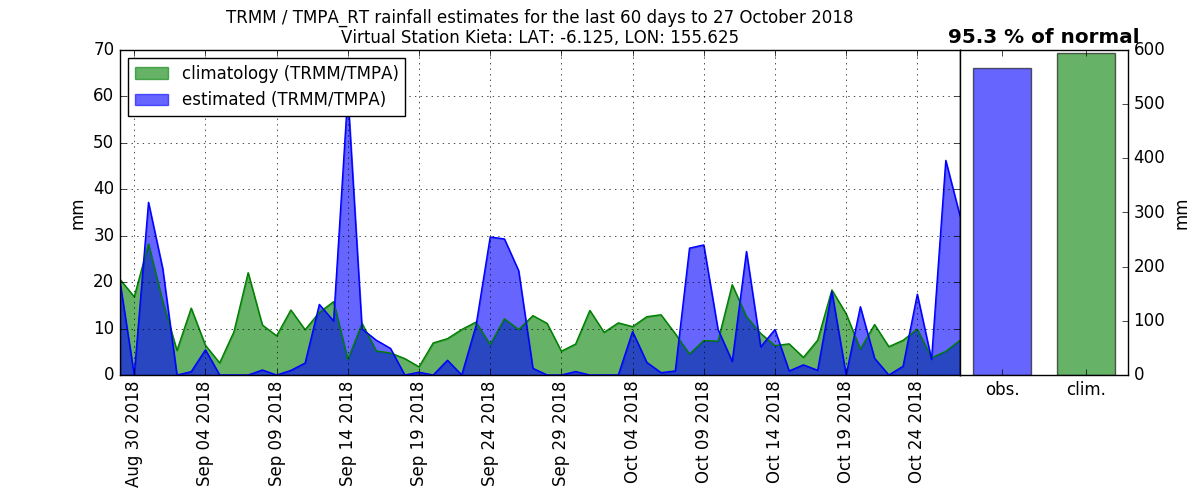 TRMM / TMPA_RT rainfall estimates for the last 60 days to 27 October 2018
Virtual Station Kieta: LAT: -6.125, LON: 155.625
95.3 % of normal
climatology (TRMM/TMPA)
estimated (TRMM/TMPA)
mm
70
60
50
40
30
20
10
0
Aug 30 2018
Sep 04 2018
Sep 09 2018
Sep 14 2018
Sep 19 2018
Sep 24 2018
Sep 29 2018
Oct 04 2018
Oct 09 2018
Oct 14 2018
Oct 19 2018
Oct 24 2018
obs.
clim.
600
500
400
300
200
100
0
mm